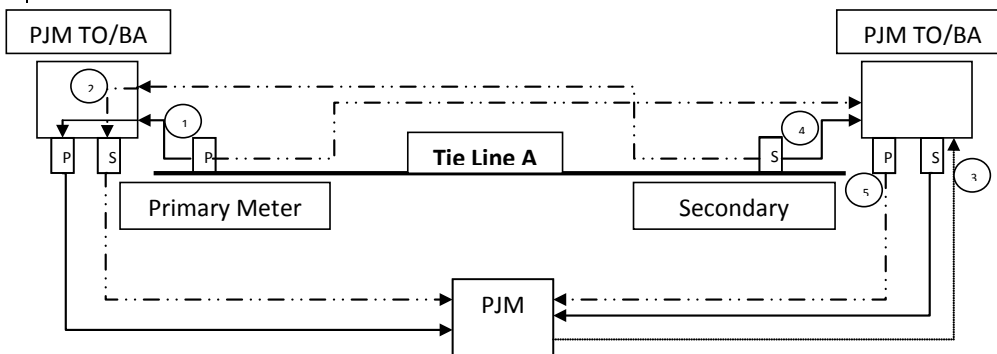 PJM TO/BA
PJM TO/BA
2
1
P
S
P
Tie Line A
S
4
P
S
5
3
Primary Meter
Secondary
PJM